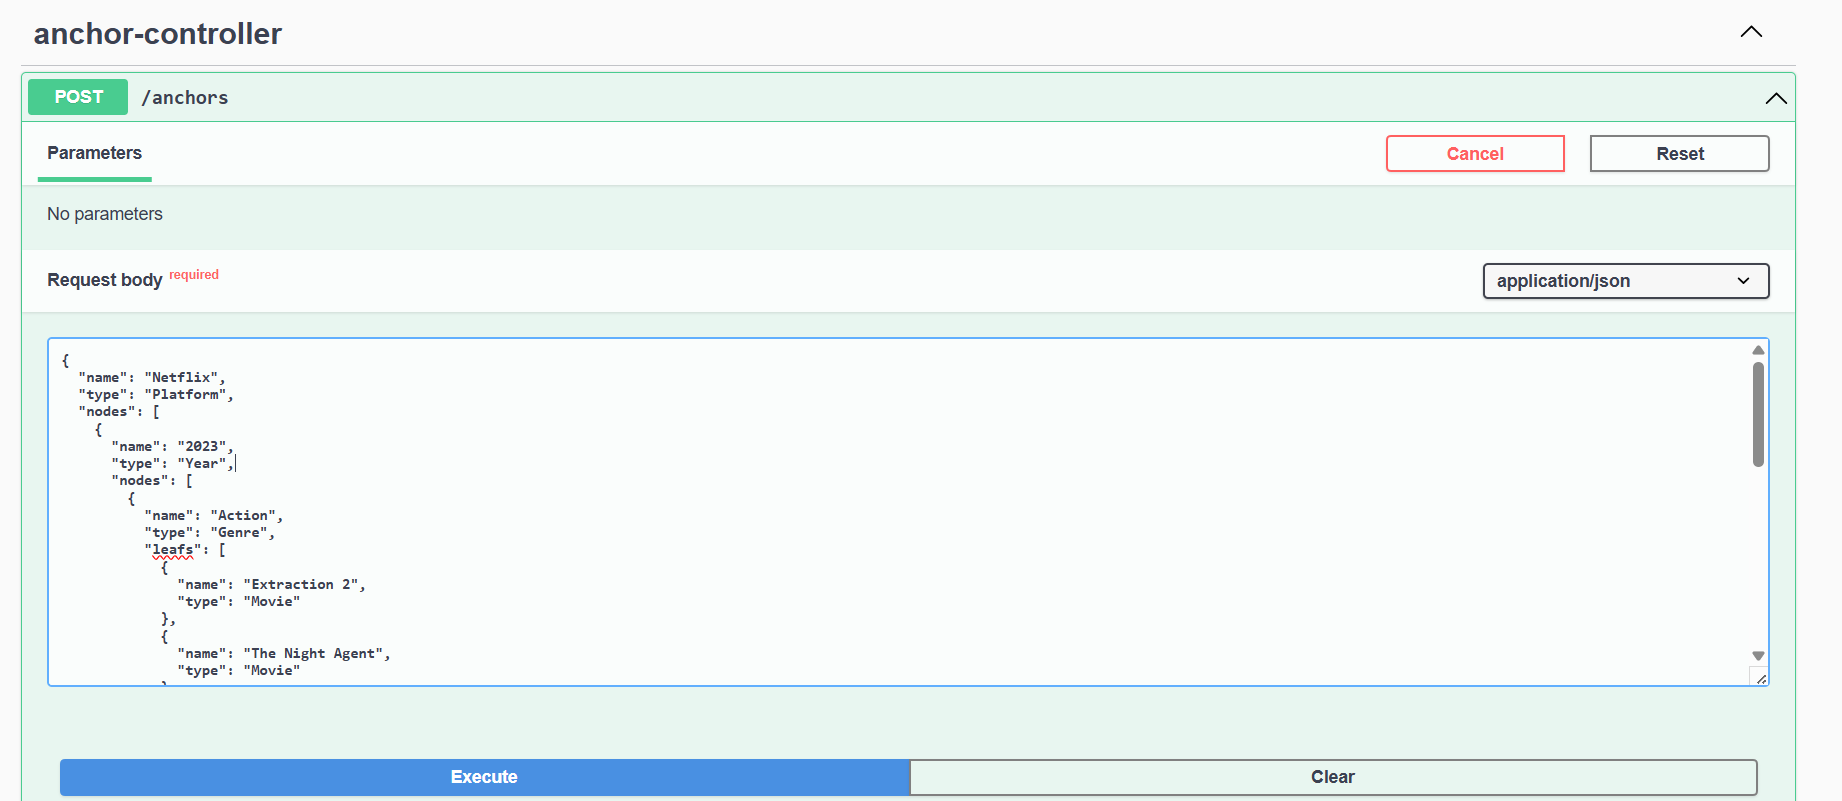 anchor-controller
POST /anchors
Parameters
Cancel
Reset
No parameters
Request body required
application/json
{
  "name": "Netflix",
  "type": "Platform",
  "nodes": [
    {
      "name": "2023",
      "type": "Year",
      "nodes": [
        {
          "name": "Action",
          "type": "Genre",
          "leafs": [
            {
              "name": "Extraction 2",
              "type": "Movie"
            },
            {
              "name": "The Night Agent",
              "type": "Movie"
            }
Execute
Clear